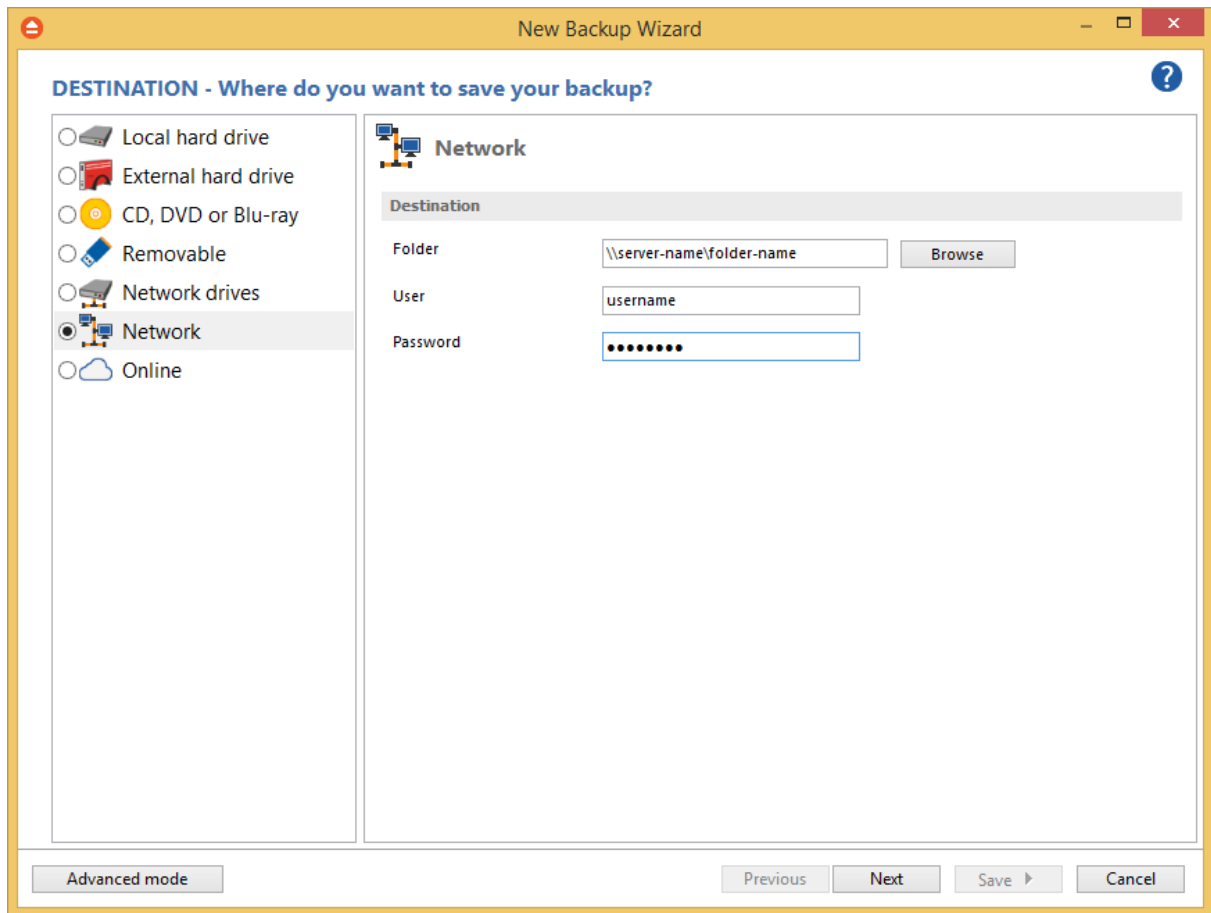 New Backup Wizard
DESTINATION - Where do you want to save your backup?
?
Local hard drive
External hard drive
CD, DVD or Blu-ray
Removable
Network drives
Network
Online
Network
Destination
Folder
\\server-name\folder-name
Browse
User
username
Password
••••••••
Advanced mode
Previous
Next
Save
Cancel